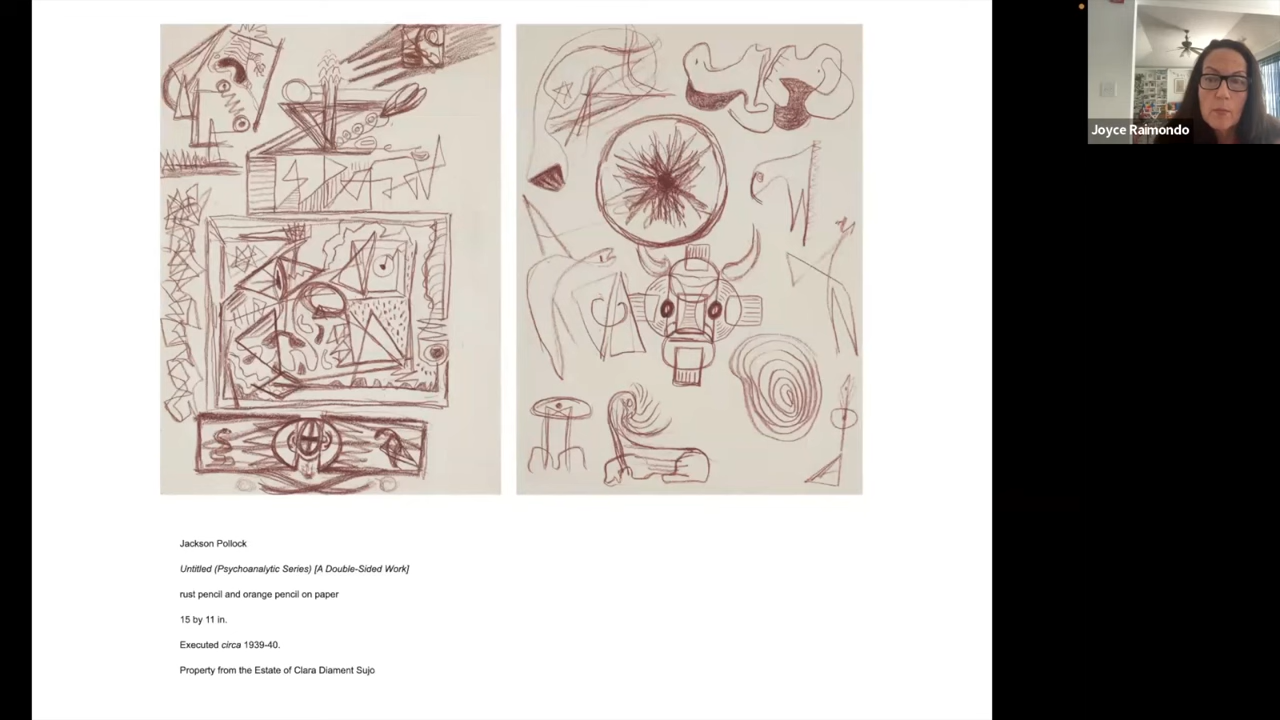 Joyce Raimondo
Jackson Pollock
Untitled (Psychoanalytic Series) [A Double-Sided Work]
rust pencil and orange pencil on paper
15 by 11 in.
Executed circa 1939-40.
Property from the Estate of Clara Diament Sujo